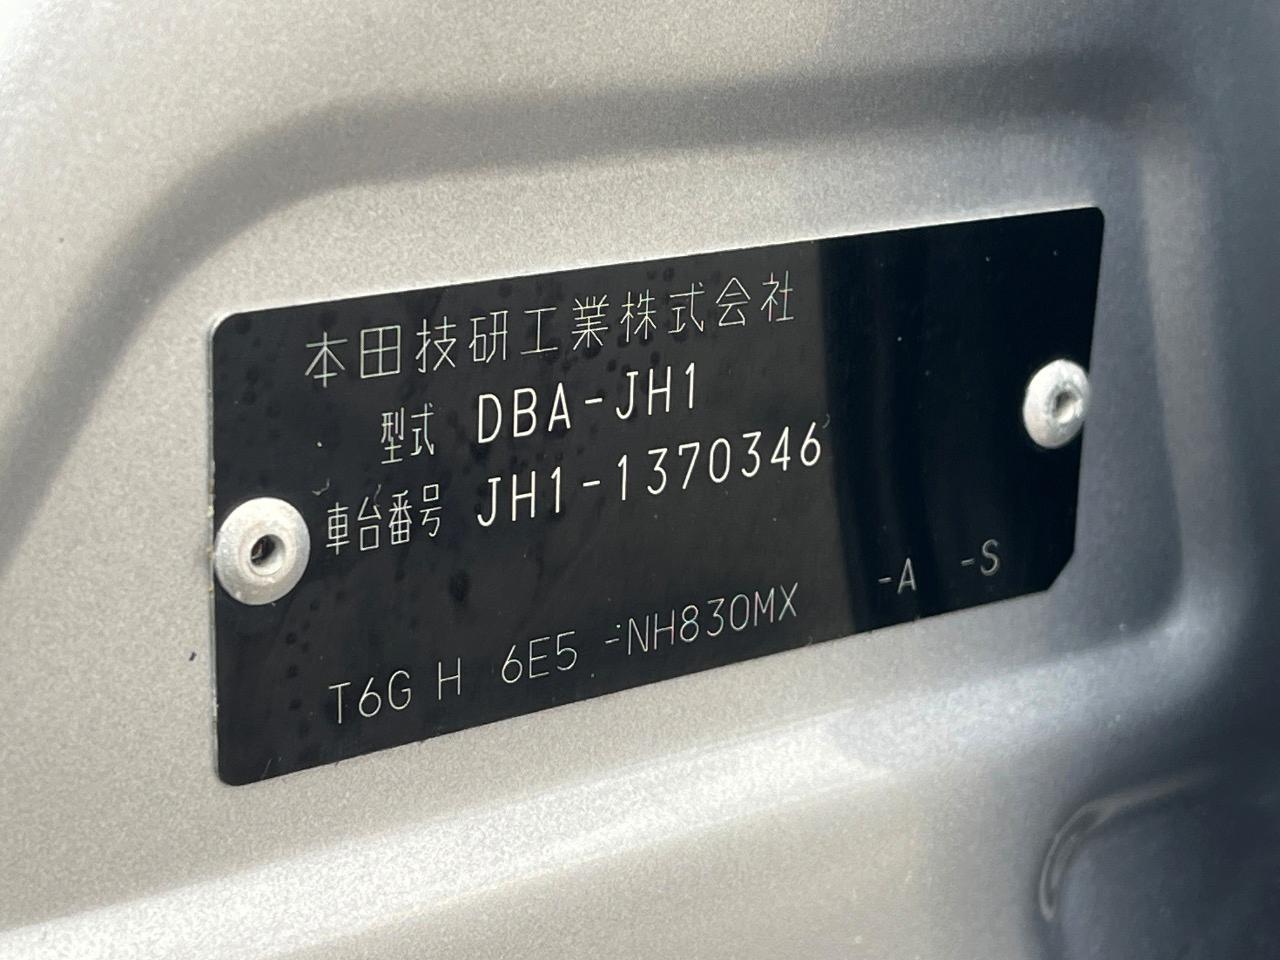 本田技研工業株式会社
型式 DBA-JH1
車台番号 JH1-1370346
T6G H 6E5 -NH830MX -A -S